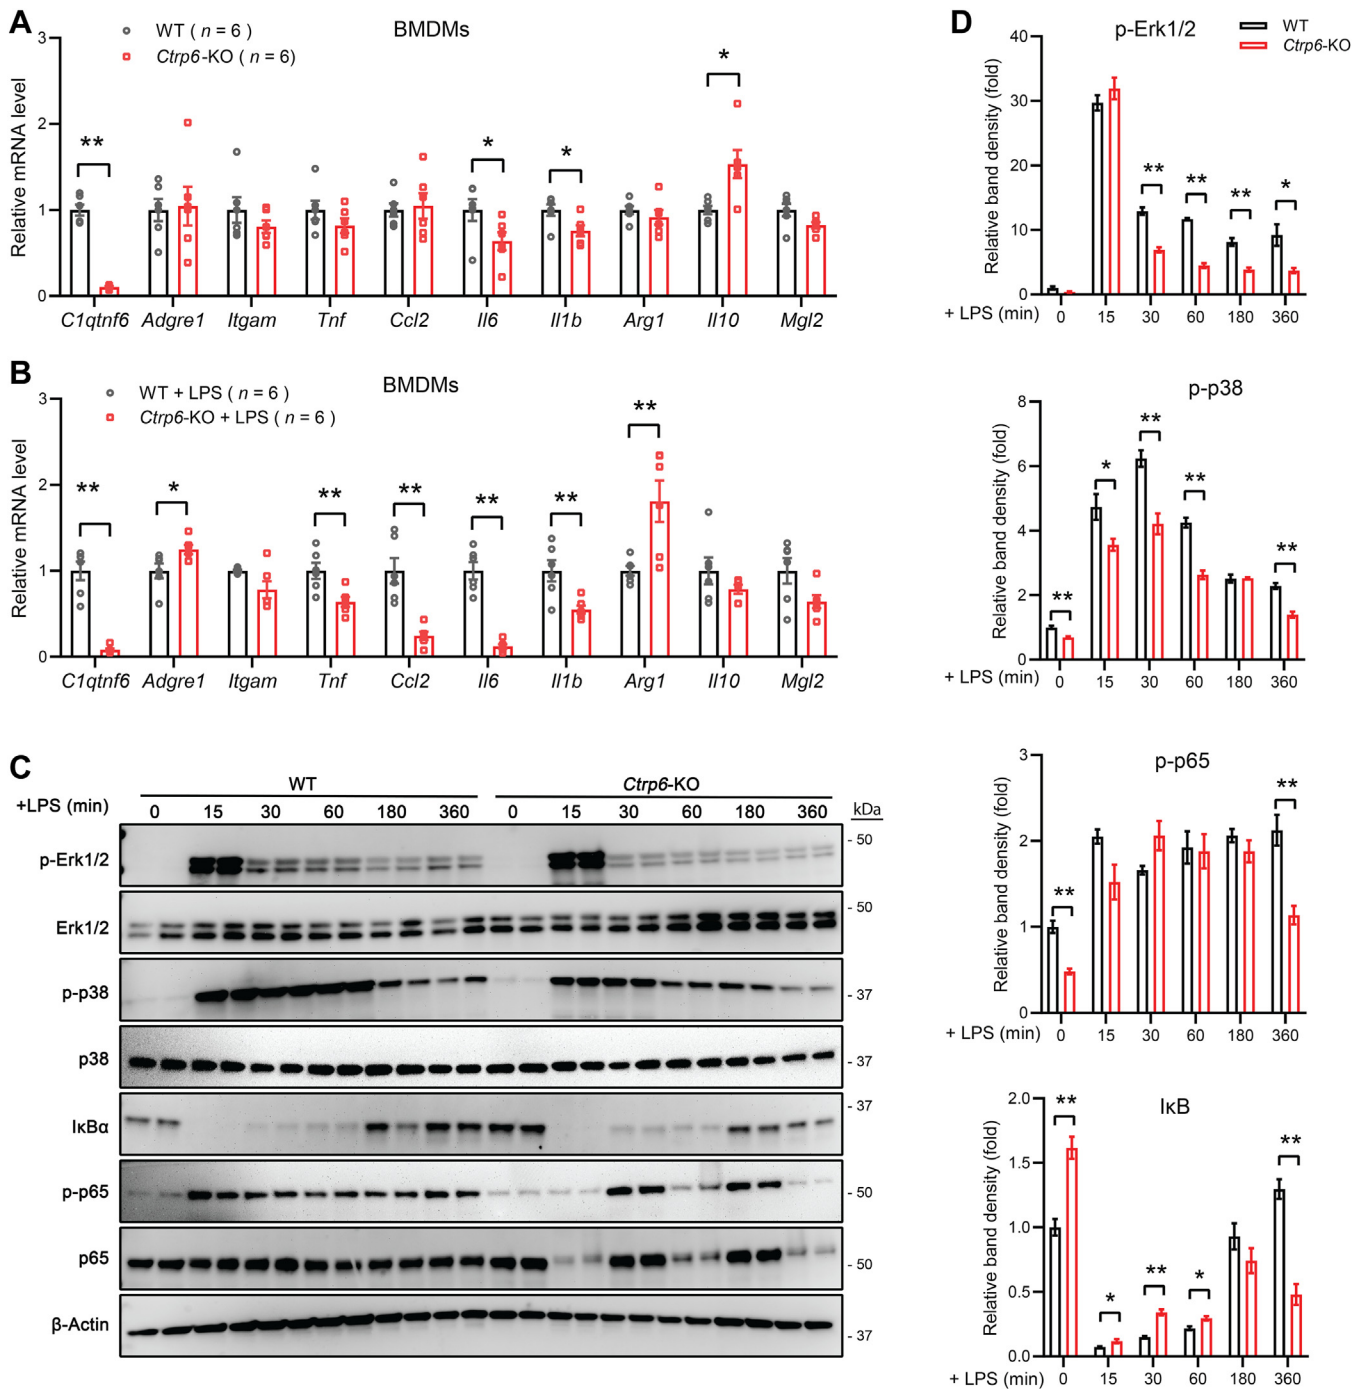 A
BMDMs
WT ( n = 6 )
Ctrp6-KO ( n = 6)
Relative mRNA level
3
2
1
0
** * * *
C1qtnf6 Adgre1 Itgam Tnf Ccl2 Il6 Il1b Arg1 Il10 Mgl2
B
BMDMs
WT + LPS ( n = 6 )
Ctrp6-KO + LPS ( n = 6 )
Relative mRNA level
3
2
1
0
** * ** ** ** ** **
C1qtnf6 Adgre1 Itgam Tnf Ccl2 Il6 Il1b Arg1 Il10 Mgl2
C
WT Ctrp6-KO
+LPS (min) 0 15 30 60 180 360 0 15 30 60 180 360 kDa
p-Erk1/2 - 50
Erk1/2 - 50
p-p38 - 37
p38 - 37
IκBα - 37
p-p65 - 50
p65 - 50
β-Actin - 37
D
WT
Ctrp6-KO
p-Erk1/2
Relative band density (fold)
40
30
20
10
0
** ** ** *
+ LPS (min) 0 15 30 60 180 360
p-p38
Relative band density (fold)
8
6
4
2
0
** * ** ** **
+ LPS (min) 0 15 30 60 180 360
p-p65
Relative band density (fold)
3
2
1
0
** **
+ LPS (min) 0 15 30 60 180 360
IκB
Relative band density (fold)
2.0
1.5
1.0
0.5
0.0
** * ** * **
+ LPS (min) 0 15 30 60 180 360